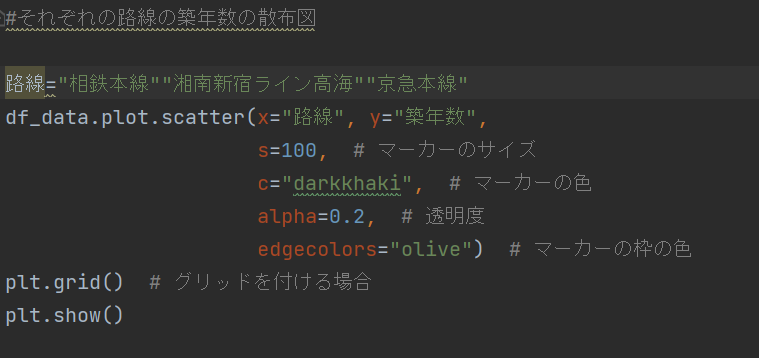 #それぞれの路線の築年数の散布図
路線="相鉄本線""湘南新宿ライン高海""京急本線"
df_data.plot.scatter(x="路線", y="築年数",
s=100,  # マーカーのサイズ
c="darkkhaki",  # マーカーの色
alpha=0.2,  # 透明度
edgecolors="olive")  # マーカーの枠の色
plt.grid()  # グリッドを付ける場合
plt.show()